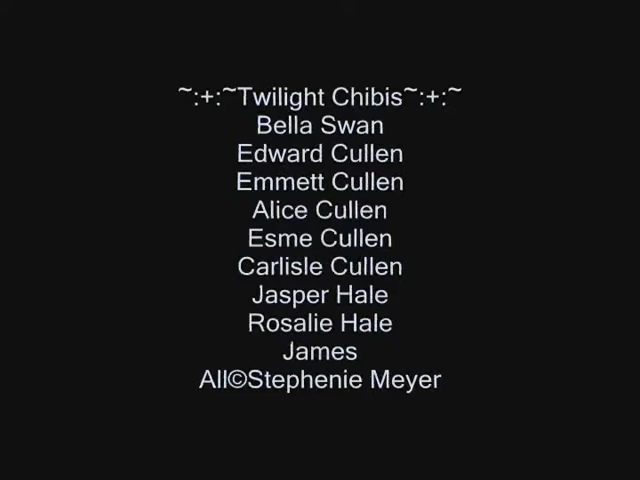 ~:+:~Twilight Chibis~:+:~
Bella Swan
Edward Cullen
Emmett Cullen
Alice Cullen
Esme Cullen
Carlisle Cullen
Jasper Hale
Rosalie Hale
James
All©Stephenie Meyer